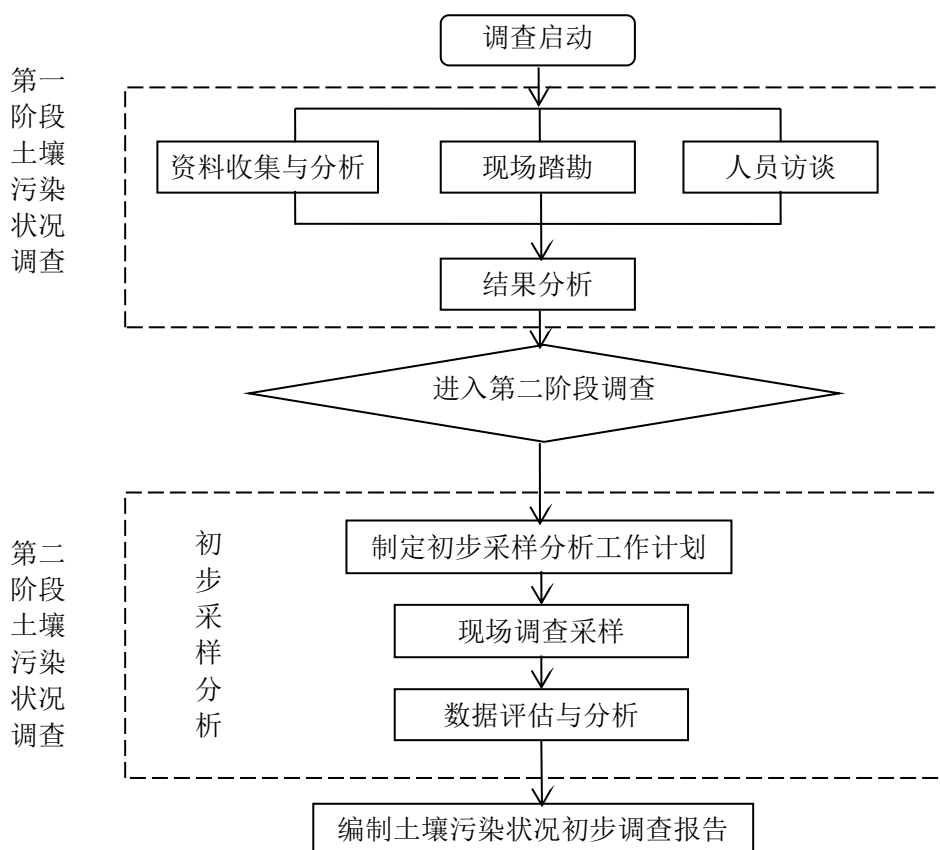 调查启动
第一
阶段
土壤
污染
状况
调查
资料收集与分析
现场踏勘
人员访谈
结果分析
进入第二阶段调查
第二
阶段
土壤
污染
状况
调查
初
步
采
样
分
析
制定初步采样分析工作计划
现场调查采样
数据评估与分析
编制土壤污染状况初步调查报告